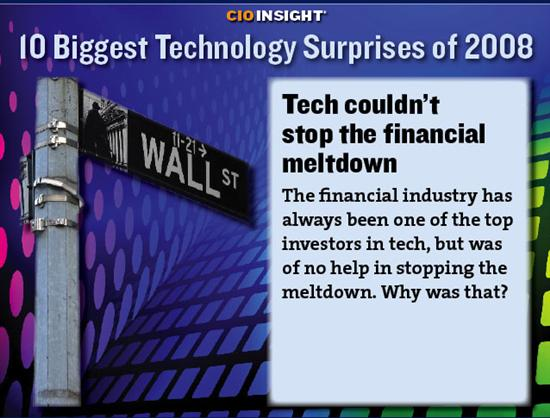 CIOINSIGHT®
10 Biggest Technology Surprises of 2008
11-21→
WALL ST
Tech couldn't
stop the financial
meltdown
The financial industry has
always been one of the top
investors in tech, but was
of no help in stopping the
meltdown. Why was that?